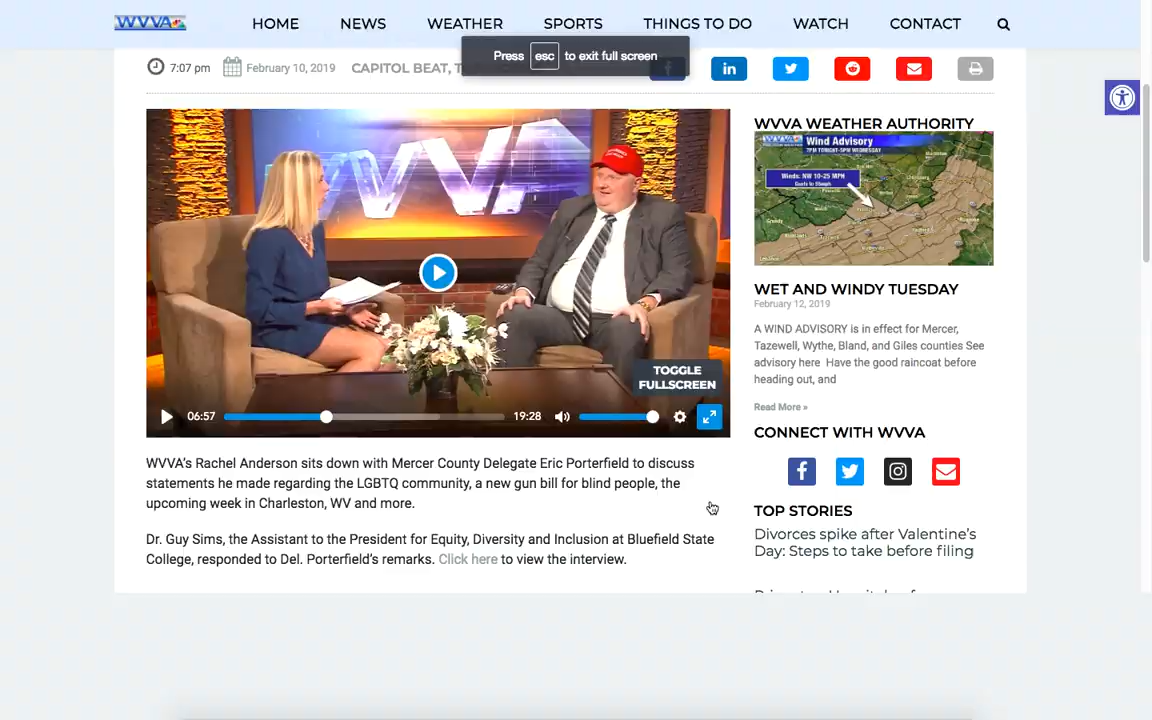 WVVA
HOME NEWS WEATHER SPORTS THINGS TO DO WATCH CONTACT
Press esc to exit full screen
7:07 pm February 10, 2019 CAPITOL BEAT,
TOGGLE
FULLSCREEN
06:57 19:28
WVVA's Rachel Anderson sits down with Mercer County Delegate Eric Porterfield to discuss
statements he made regarding the LGBTQ community, a new gun bill for blind people, the
upcoming week in Charleston, WV and more.
Dr. Guy Sims, the Assistant to the President for Equity, Diversity and Inclusion at Bluefield State
College, responded to Del. Porterfield's remarks. Click here to view the interview.
WVVA WEATHER AUTHORITY
Wind Advisory
7PM TONIGHT-5PM WEDNESDAY
Winds: NW 10-25 MPH
WET AND WINDY TUESDAY
February 12, 2019
A WIND ADVISORY is in effect for Mercer,
Tazewell, Wythe, Bland, and Giles counties See
advisory here Have the good raincoat before
heading out, and
Read More »
CONNECT WITH WVVA
TOP STORIES
Divorces spike after Valentine's
Day: Steps to take before filing